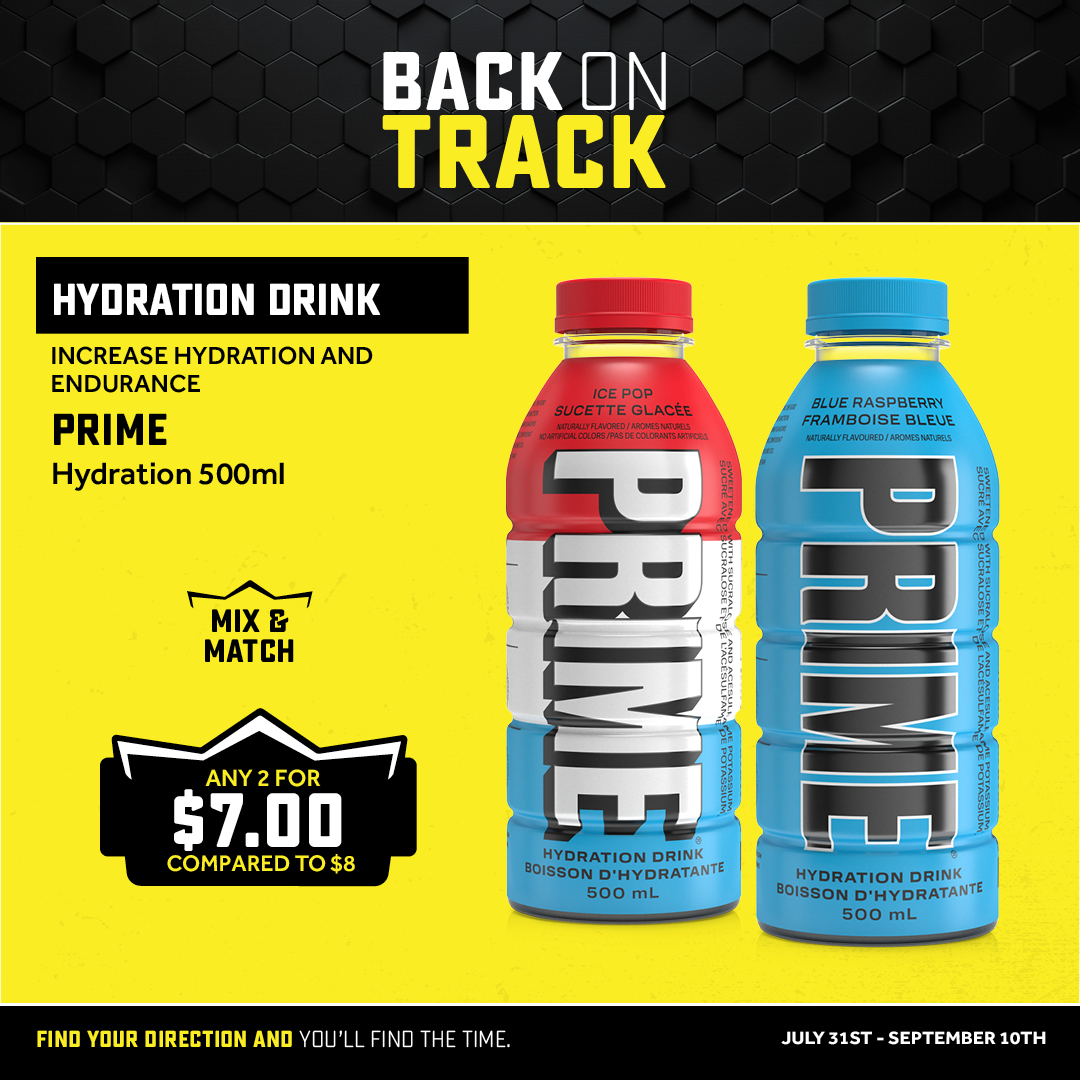 BACK ON
TRACK
HYDRATION DRINK
INCREASE HYDRATION AND
ENDURANCE
PRIME
Hydration 500ml
MIX &
MATCH
ANY 2 FOR
$7.00
COMPARED TO $8
ICE POP
SUCETTE GLACÉE
NATURALLY FLAVOURED / AROMES NATURELS
NO ARTIFICIAL COLORS / PAS DE COLORANTS ARTIFICIELS
PRIME
HYDRATION DRINK
BOISSON D'HYDRATANTE
500 mL
BLUE RASPBERRY
FRAMBOISE BLEUE
NATURALLY FLAVOURED / AROMES NATURELS
PRIME
HYDRATION DRINK
BOISSON D'HYDRATANTE
500 mL
FIND YOUR DIRECTION AND YOU'LL FIND THE TIME.
JULY 31ST - SEPTEMBER 10TH